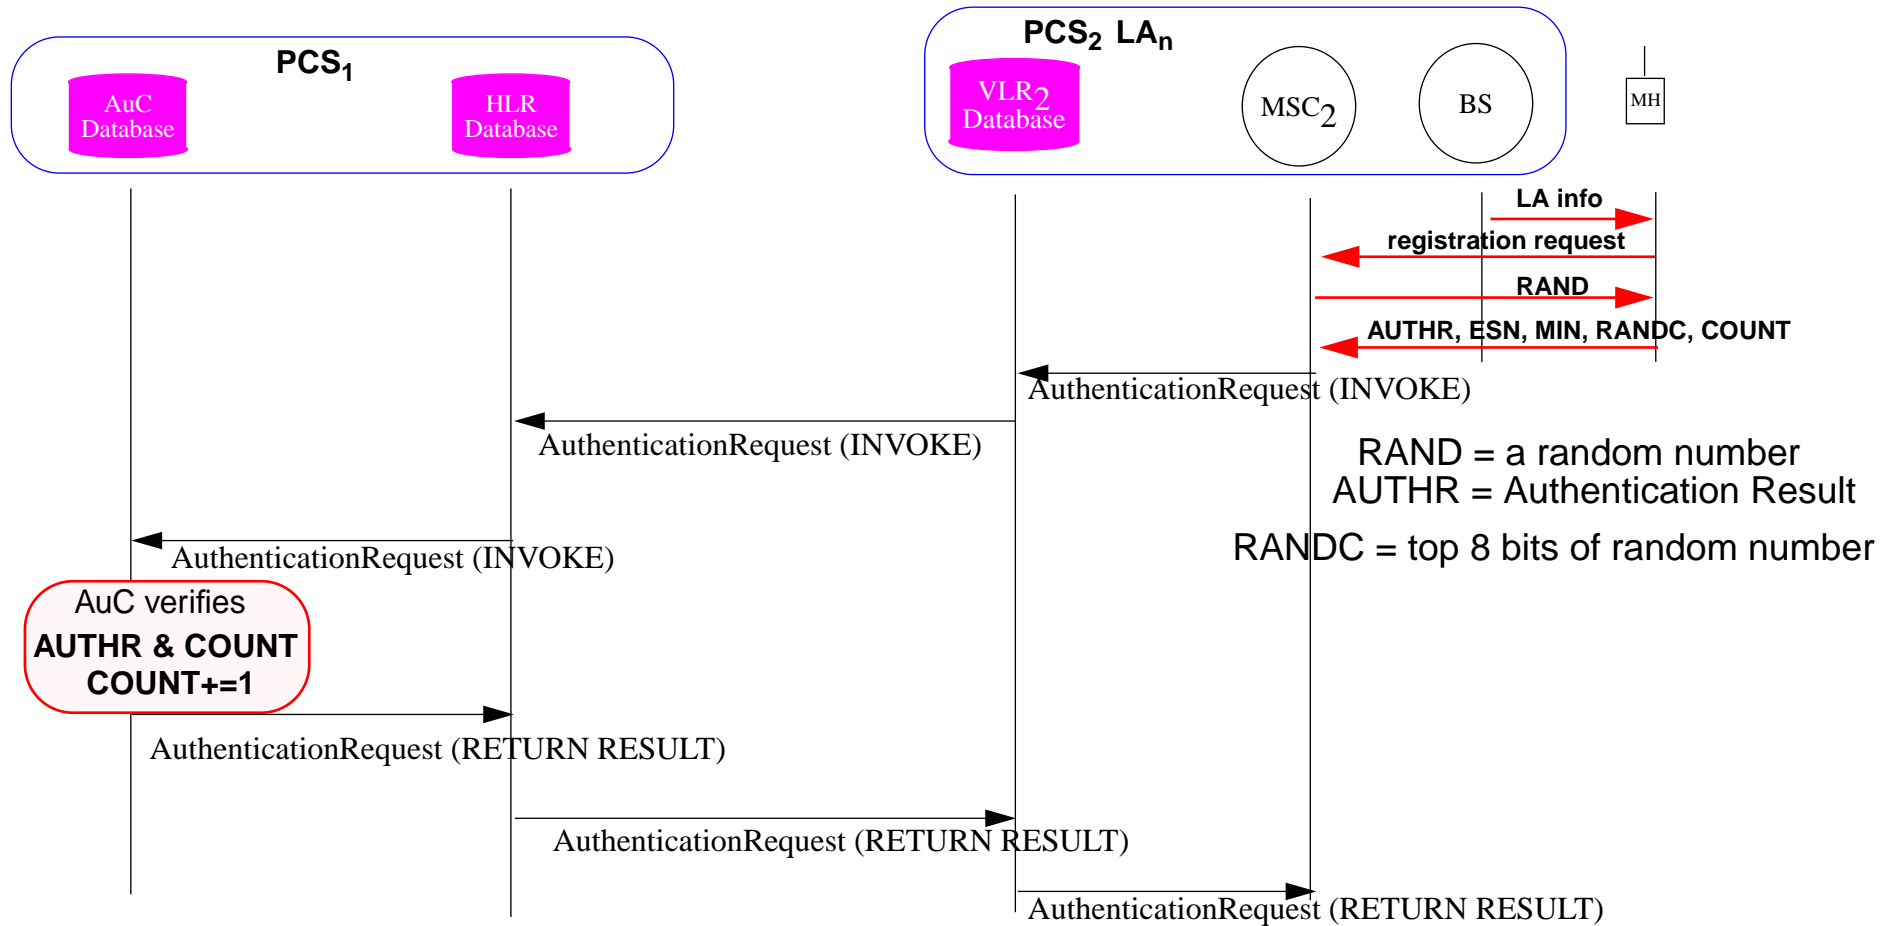 PCS1
AuC
Database
HLR
Database
PCS2 LAn
VLR2
Database
MSC2
BS
MH
LA info
registration request
RAND
AUTHR, ESN, MIN, RANDC, COUNT
AuthenticationRequest (INVOKE)
AuthenticationRequest (INVOKE)
RAND = a random number
AUTHR = Authentication Result
RANDC = top 8 bits of random number
AuthenticationRequest (INVOKE)
AuC verifies
AUTHR & COUNT
COUNT+=1
AuthenticationRequest (RETURN RESULT)
AuthenticationRequest (RETURN RESULT)
AuthenticationRequest (RETURN RESULT)